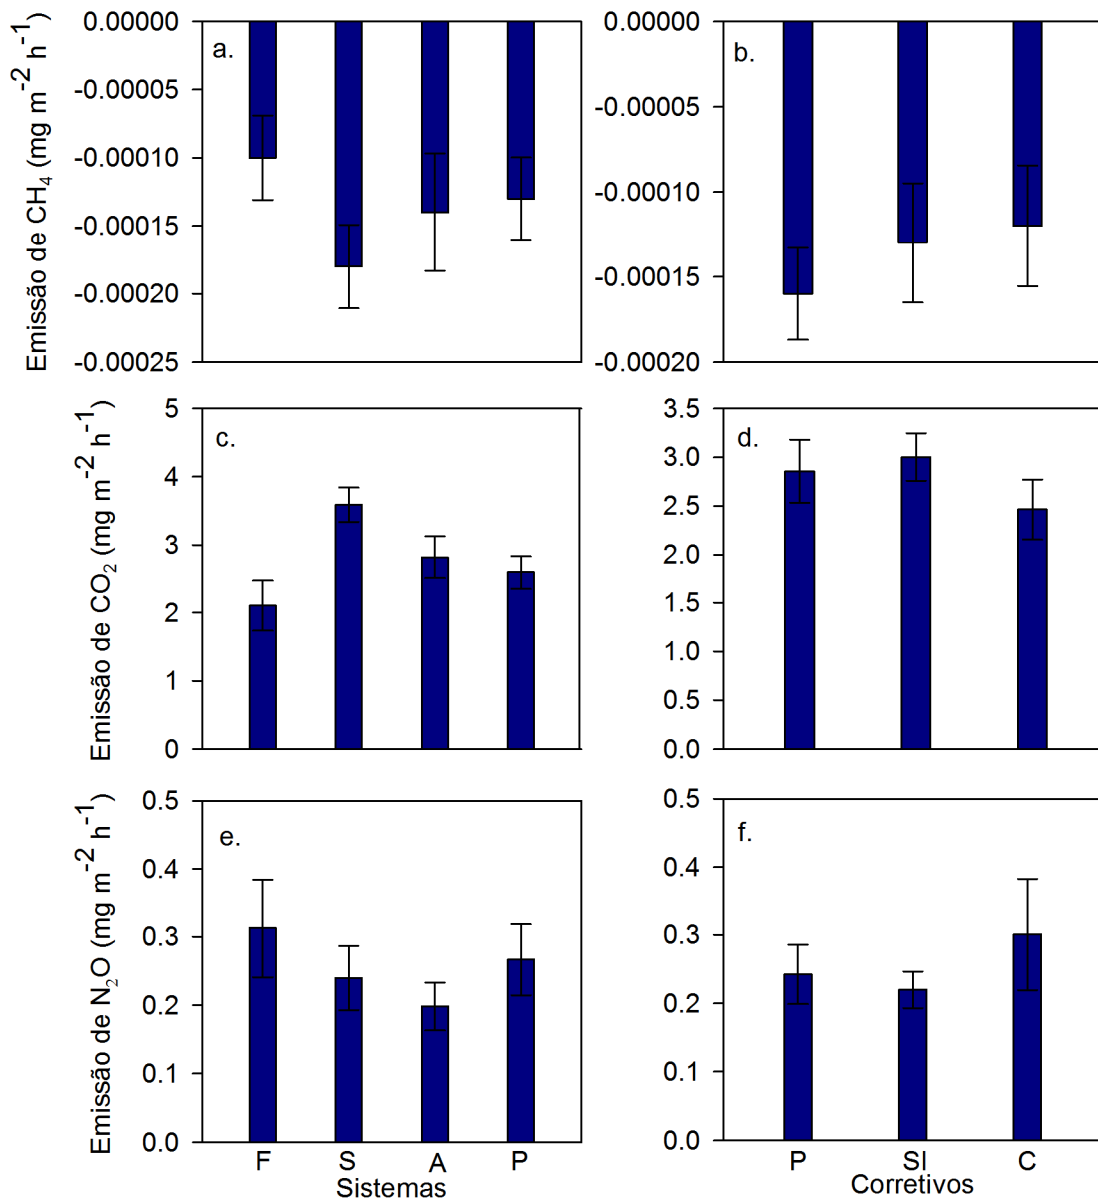 Emissão de CH4 (mg m-2 h-1)
0.00000
-0.00005
-0.00010
-0.00015
-0.00020
-0.00025
a.
0.00000
-0.00005
-0.00010
-0.00015
-0.00020
b.
Emissão de CO2 (mg m-2 h-1)
5
4
3
2
1
0
c.
3.5
3.0
2.5
2.0
1.5
1.0
0.5
0.0
d.
Emissão de N2O (mg m-2 h-1)
0.5
0.4
0.3
0.2
0.1
0.0
e.
F S A P
Sistemas
0.5
0.4
0.3
0.2
0.1
0.0
f.
P SI C
Corretivos